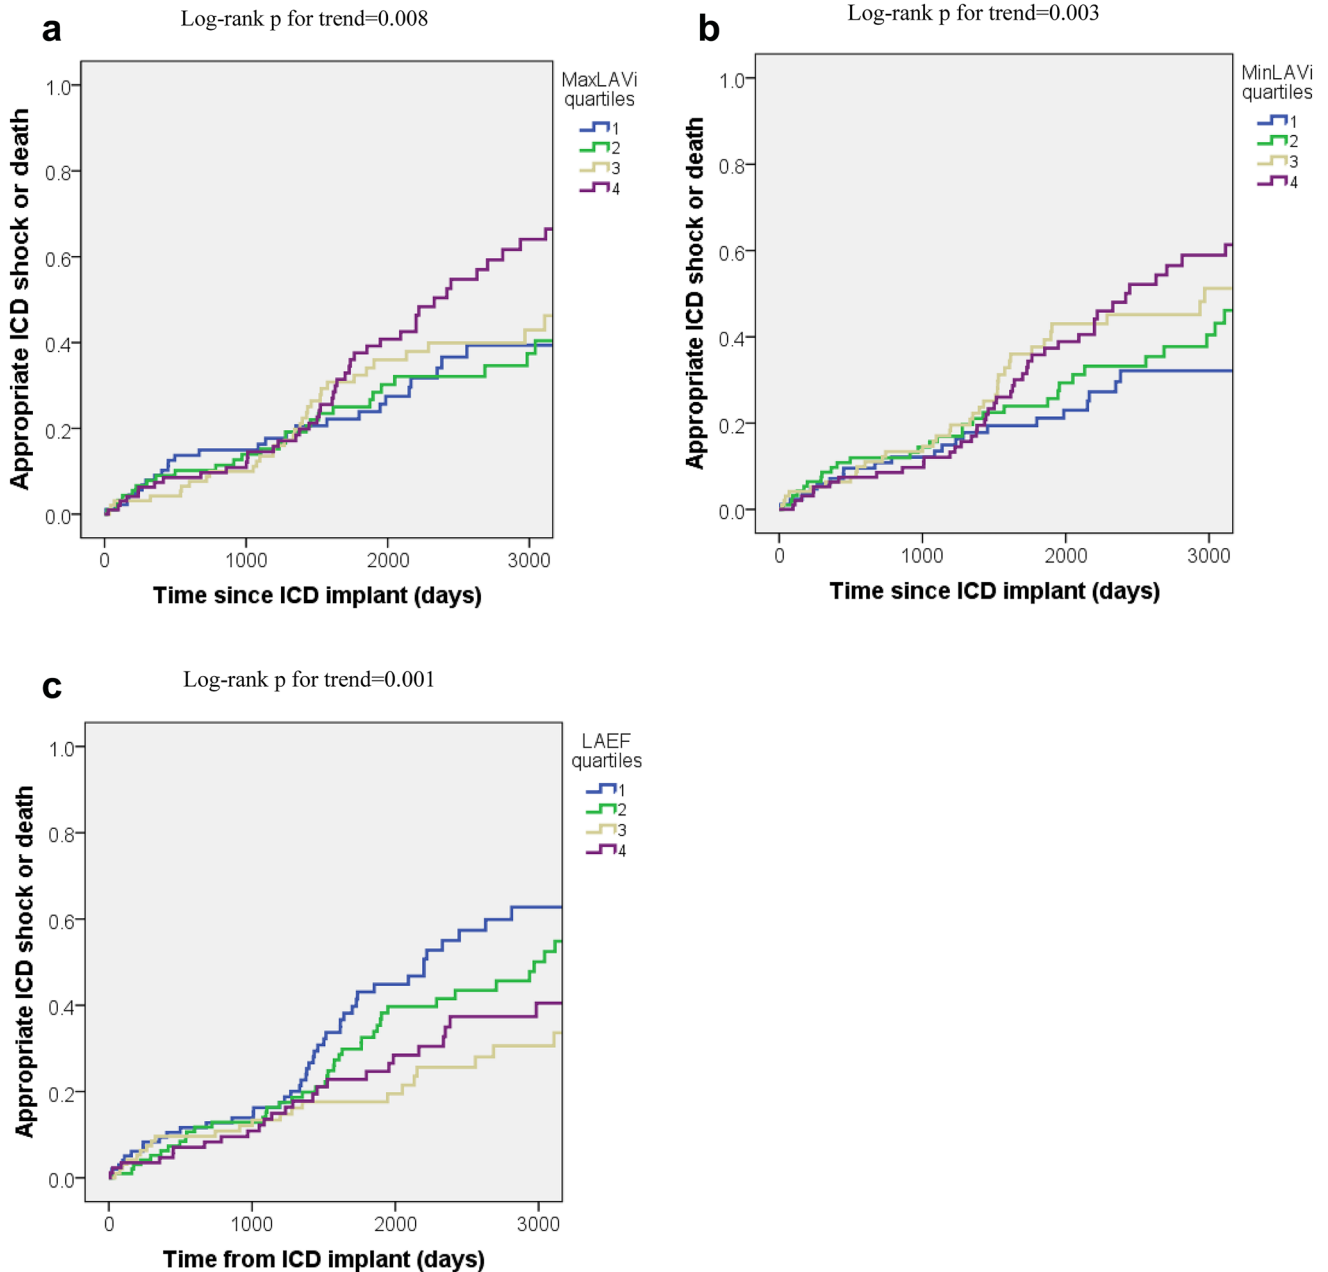 a
Log-rank p for trend=0.008
MaxLAVi
quartiles
1
2
3
4
Appropriate ICD shock or death
1.0
0.8
0.6
0.4
0.2
0.0
0
1000
2000
3000
Time since ICD implant (days)
b
Log-rank p for trend=0.003
MinLAVi
quartiles
1
2
3
4
Appropriate ICD shock or death
1.0
0.8
0.6
0.4
0.2
0.0
0
1000
2000
3000
Time since ICD implant (days)
c
Log-rank p for trend=0.001
LAEF
quartiles
1
2
3
4
Appropriate ICD shock or death
1.0
0.8
0.6
0.4
0.2
0.0
0
1000
2000
3000
Time from ICD implant (days)